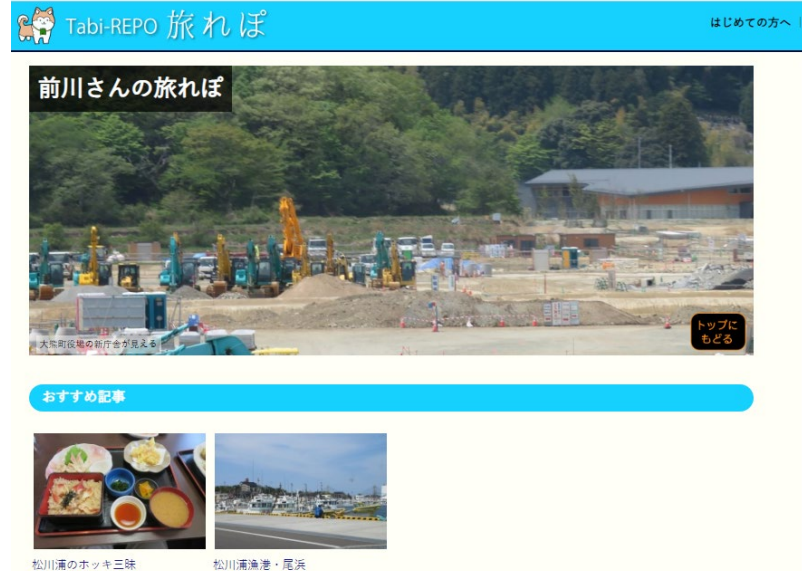 Tabi-REPO 旅れぽ
はじめての方へ
前川さんの旅れぽ
大熊町役場の新庁舎が見える
トップに
もどる
おすすめ記事
松川浦のホッキ三昧
松川浦漁港・尾浜